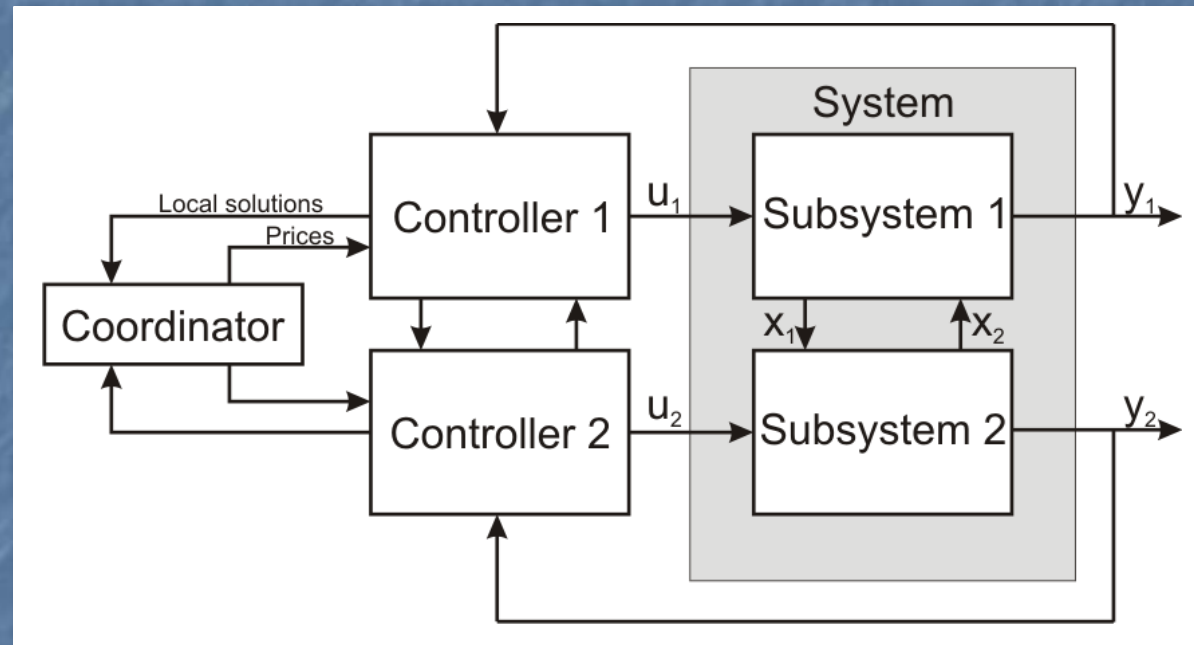 System
Local solutions
Prices
Controller 1
u₁
Subsystem 1
y₁
Coordinator
x₁
x₂
Controller 2
u₂
Subsystem 2
y₂